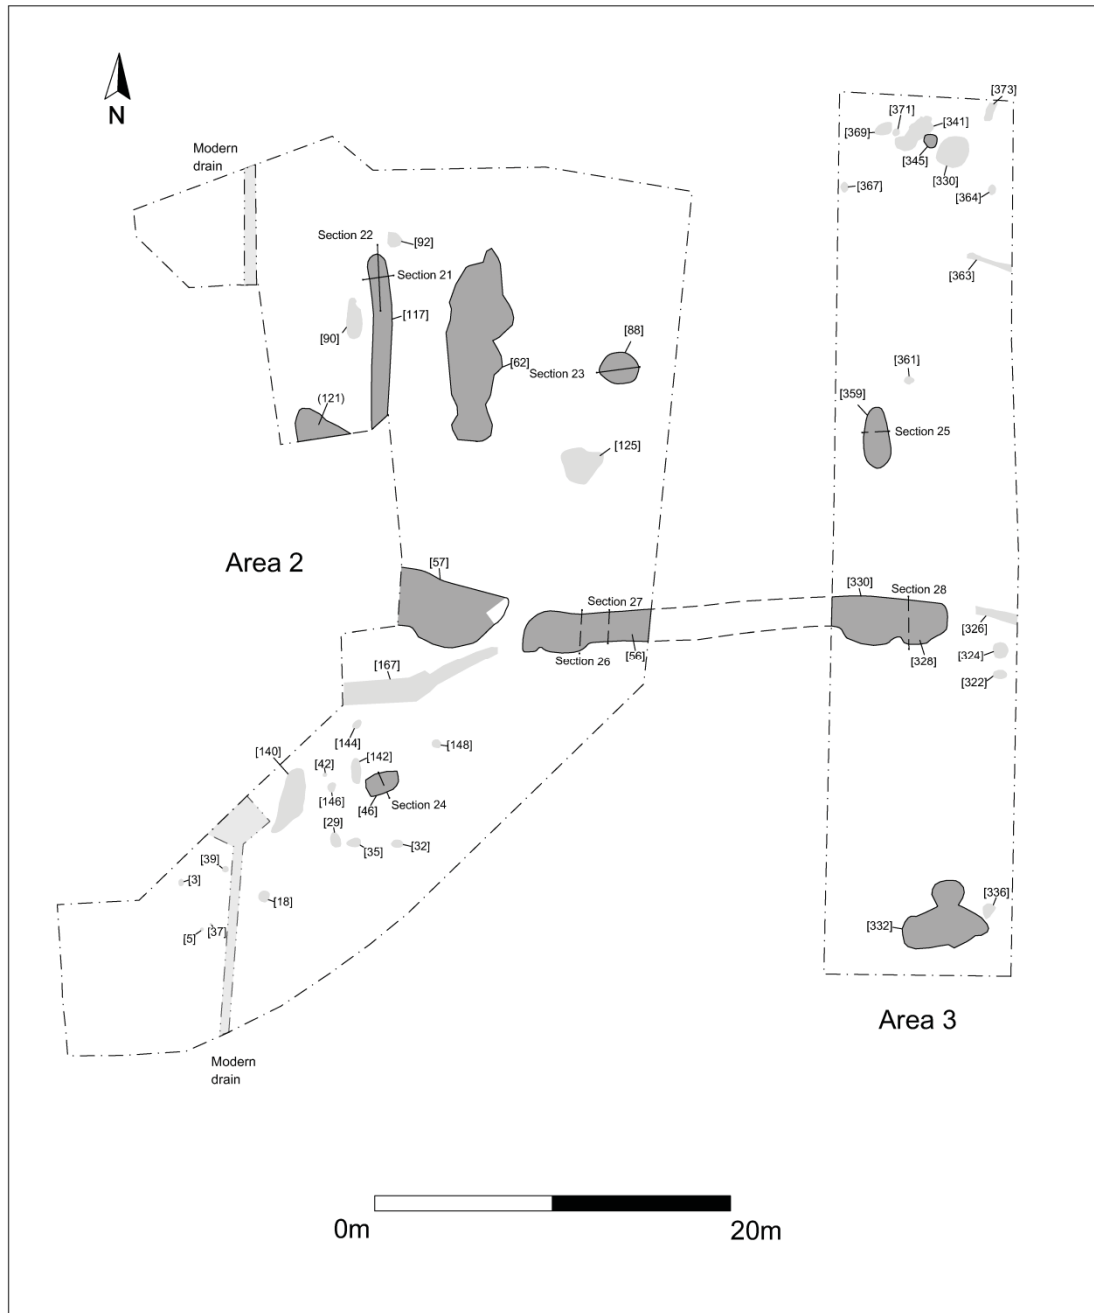 N
Modern
drain
Section 22
[92]
Section 21
[90]
[117]
[62]
[88]
Section 23
(121)
[125]
Area 2
[57]
Section 27
Section 26
[56]
[167]
[144]
[148]
[140]
[42]
[142]
[146]
[46]
Section 24
[29]
[35]
[32]
[39]
[3]
[18]
[5]
[37]
Modern
drain
[373]
[371]
[341]
[369]
[345]
[330]
[367]
[364]
[363]
[361]
[359]
Section 25
[330]
Section 28
[326]
[324]
[328]
[322]
[336]
[332]
Area 3
0m
20m